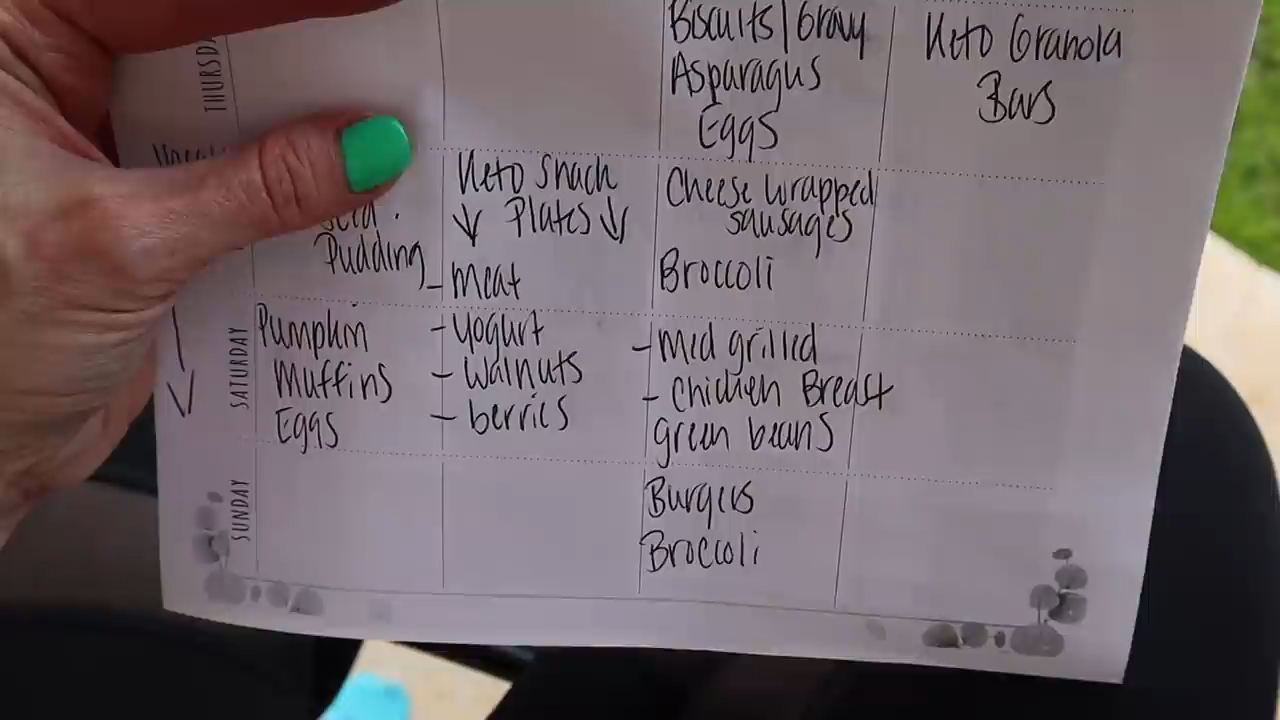 THURSDA
Biscuits/Gravy
Asparagus
Eggs
Keto Granola
Bars
Pudding
Keto Snack
↓ Plates ↓
- Meat
Cheese wrapped
sausages
Broccoli
SATURDAY
Pumpkin
Muffins
Eggs
- yogurt
- Walnuts
- berries
- Med grilled
- Chicken Breast
green beans
SUNDAY
Burgers
Broccoli